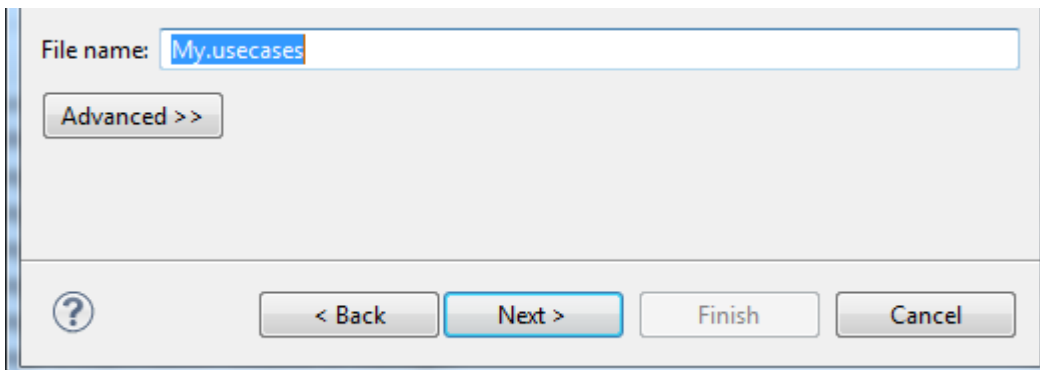 File name: My.usecases
Advanced >>
? < Back Next > Finish Cancel